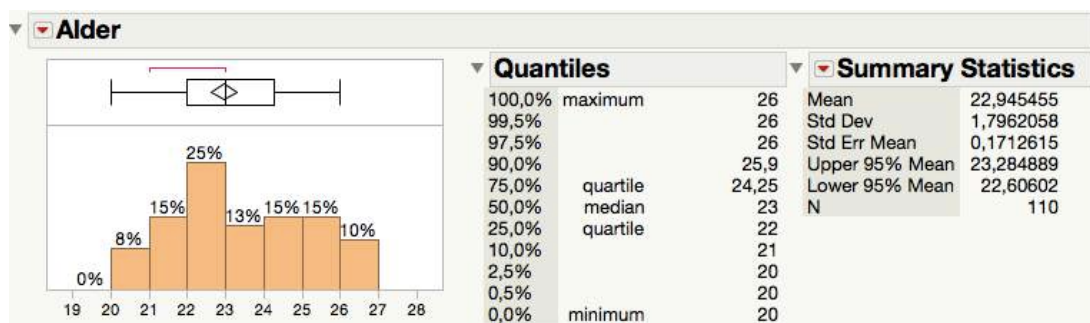 Alder
25%
15%
13%
15%
15%
8%
10%
0%
19 20 21 22 23 24 25 26 27 28
Quantiles
100,0% maximum 26
99,5% 26
97,5% 26
90,0% 25,9
75,0% quartile 24,25
50,0% median 23
25,0% quartile 22
10,0% 21
2,5% 20
0,5% 20
0,0% minimum 20
Summary Statistics
Mean 22,945455
Std Dev 1,7962058
Std Err Mean 0,1712615
Upper 95% Mean 23,284889
Lower 95% Mean 22,60602
N 110